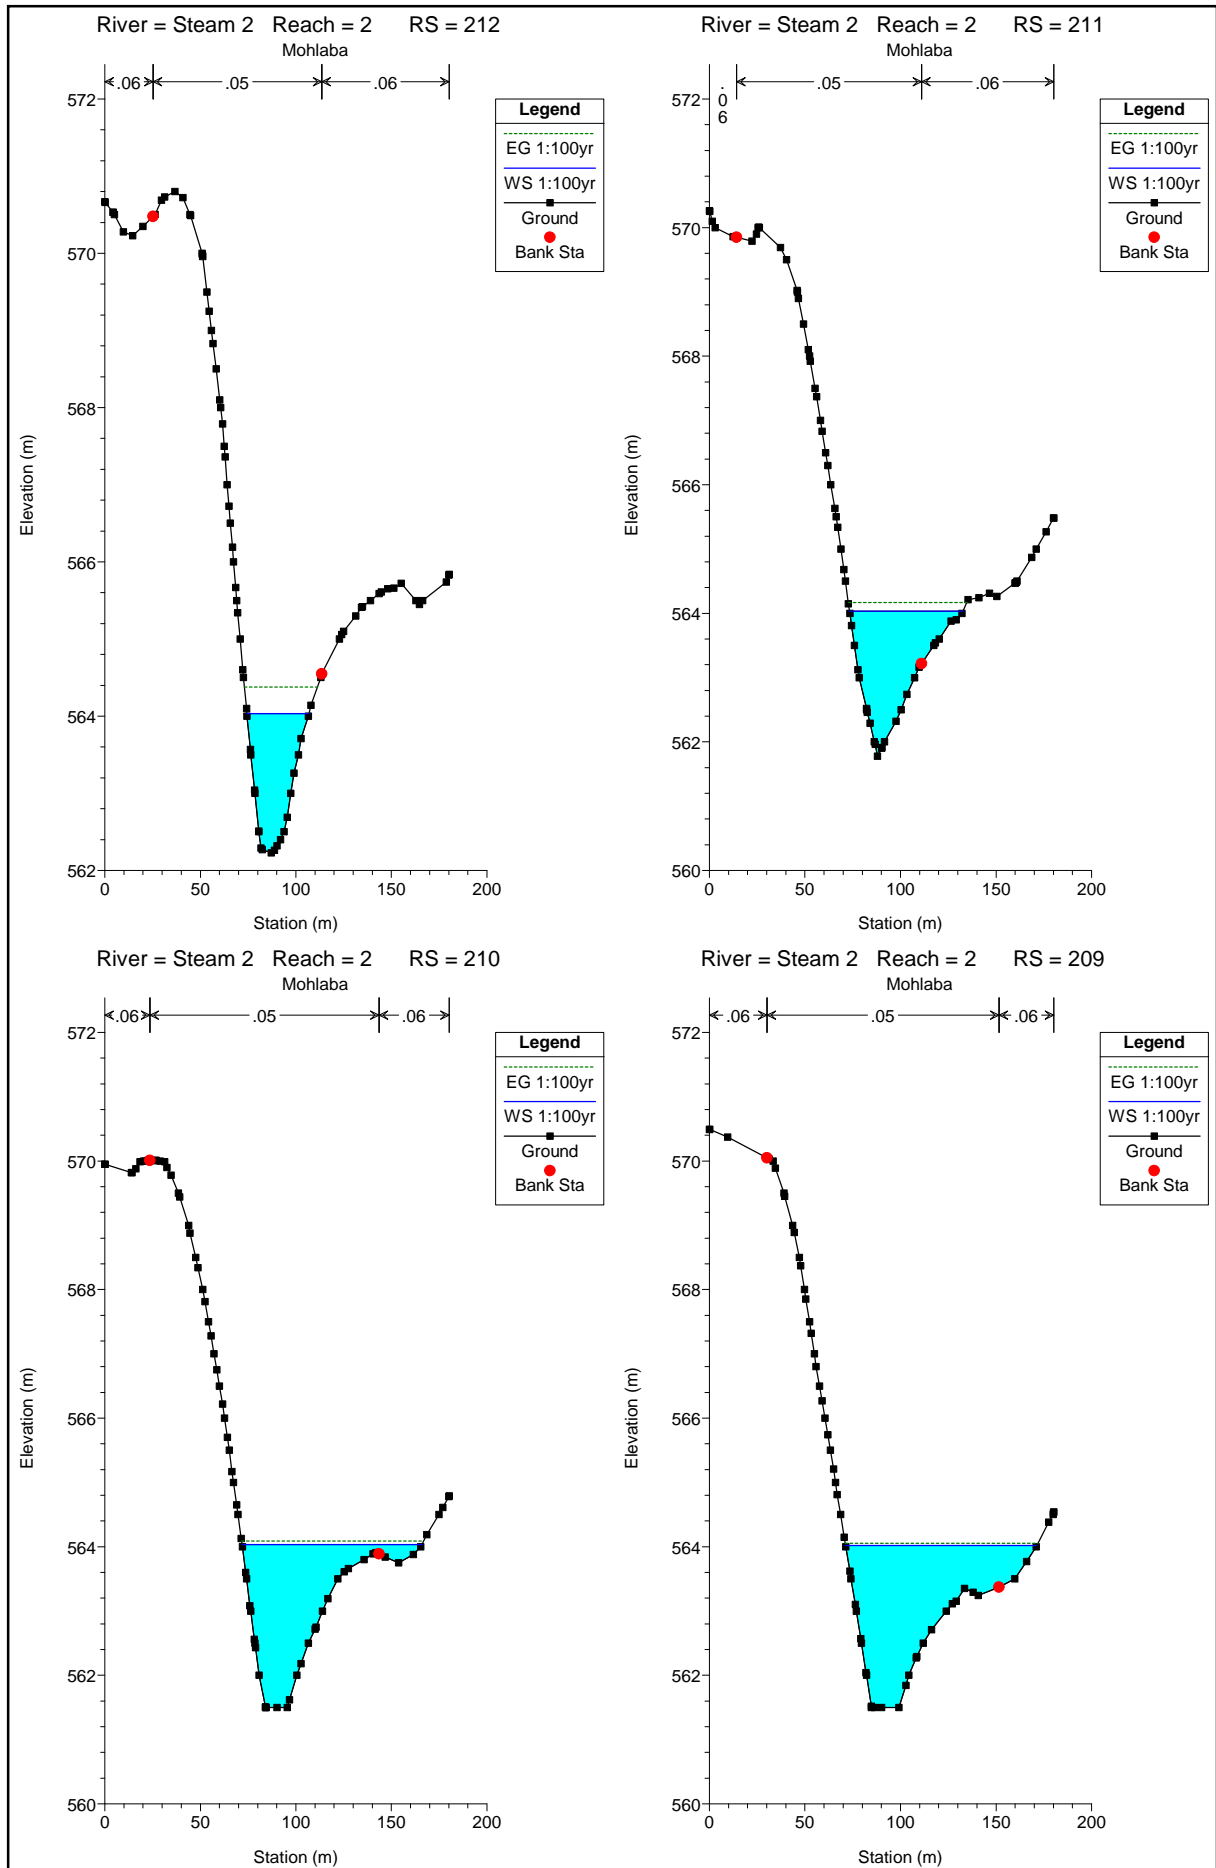 River = Steam 2 Reach = 2 RS = 212
Mohlaba
.06 .05 .06
Legend
EG 1:100yr
WS 1:100yr
Ground
Bank Sta
572
570
568
566
564
562
Elevation (m)
0 50 100 150 200
Station (m)
River = Steam 2 Reach = 2 RS = 211
Mohlaba
.06 .05 .06
Legend
EG 1:100yr
WS 1:100yr
Ground
Bank Sta
572
570
568
566
564
562
560
Elevation (m)
0 50 100 150 200
Station (m)
River = Steam 2 Reach = 2 RS = 210
Mohlaba
.06 .05 .06
Legend
EG 1:100yr
WS 1:100yr
Ground
Bank Sta
572
570
568
566
564
562
560
Elevation (m)
0 50 100 150 200
Station (m)
River = Steam 2 Reach = 2 RS = 209
Mohlaba
.06 .05 .06
Legend
EG 1:100yr
WS 1:100yr
Ground
Bank Sta
572
570
568
566
564
562
560
Elevation (m)
0 50 100 150 200
Station (m)